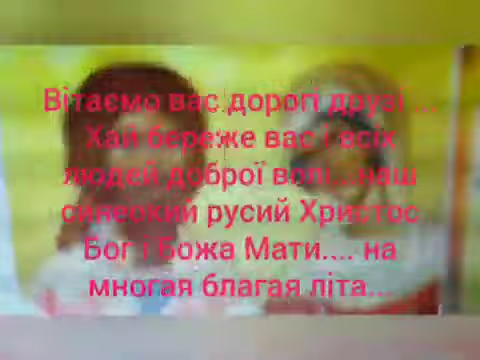 Вітаємо вас дорогі друзі ...
Хай береже вас і всіх
людей доброї волі...наш
синеокий русий Христос
Бог і Божа Мати.... на
многая благая літа...